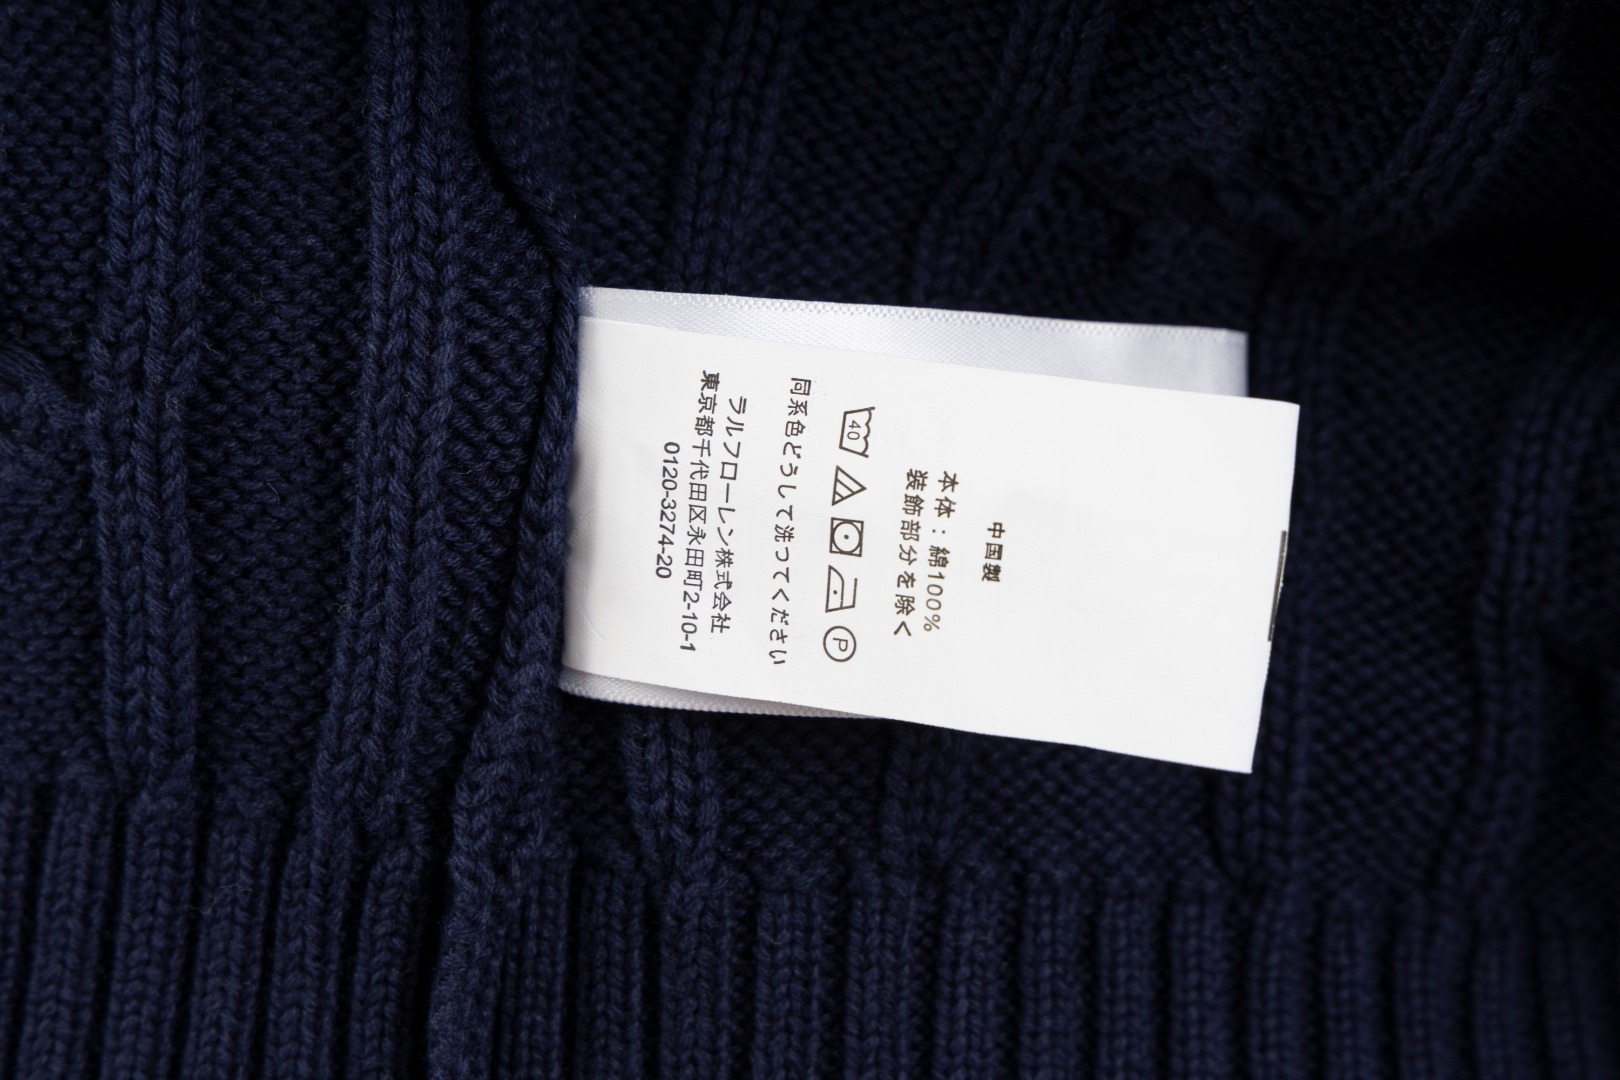 中国製
本体：綿100%
装飾部分を除く
40
P
同系色どうしで洗ってください
ラルフローレン株式会社
東京都千代田区永田町2-10-1
0120-3274-20